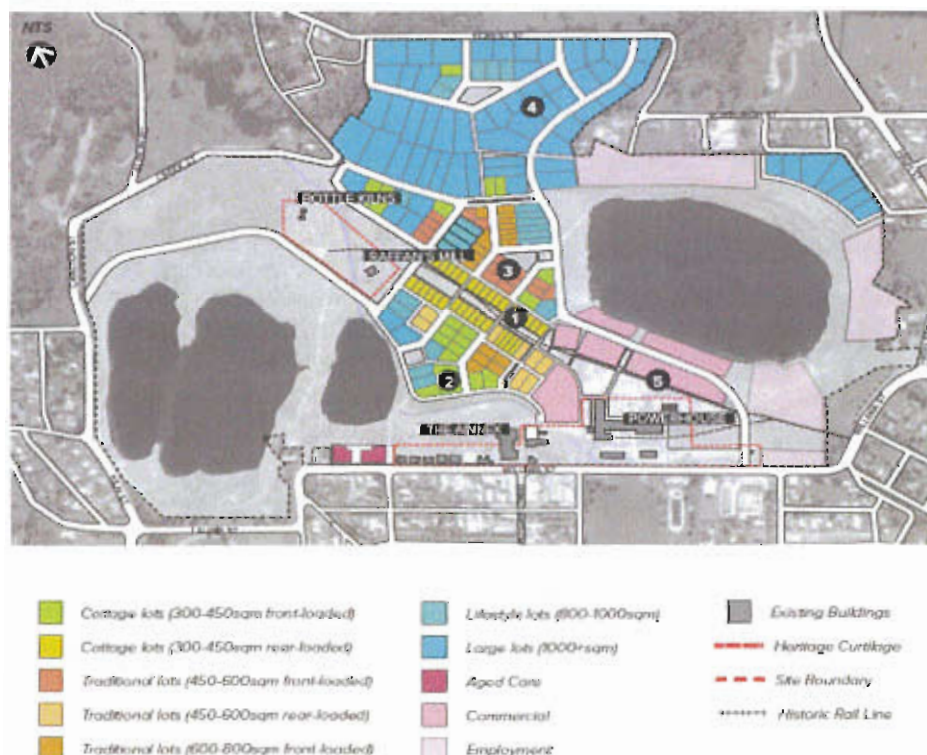 NTS
4
BOTTLE KILNS
SAFFAN'S MILL
3
1
2
5
POWERHOUSE
THE ANNEX
Cottage lots (300-450sqm front-loaded)
Lifestyle lots (800-1000sqm)
Existing Buildings
Cottage lots (300-450sqm rear-loaded)
Large lots (1000+sqm)
Heritage Curtilage
Traditional lots (450-600sqm front-loaded)
Aged Care
Site Boundary
Traditional lots (450-600sqm rear-loaded)
Commercial
Historic Rail Line
Traditional lots (600-800sqm front-loaded)
Employment